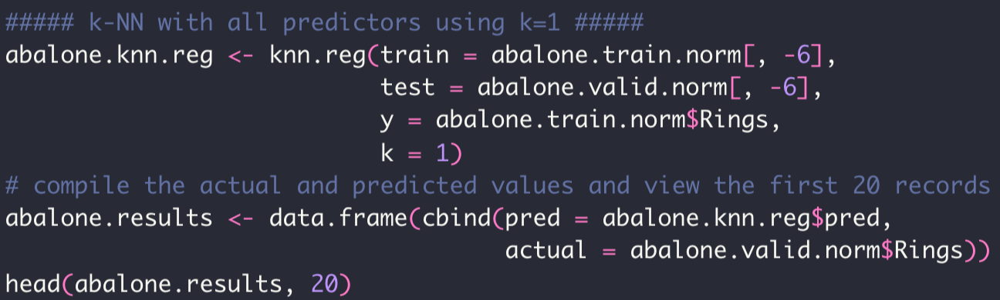 ##### k-NN with all predictors using k=1 #####
abalone.knn.reg <- knn.reg(train = abalone.train.norm[, -6],
                           test = abalone.valid.norm[, -6],
                           y = abalone.train.norm$Rings,
                           k = 1)
# compile the actual and predicted values and view the first 20 records
abalone.results <- data.frame(cbind(pred = abalone.knn.reg$pred,
                                    actual = abalone.valid.norm$Rings))
head(abalone.results, 20)